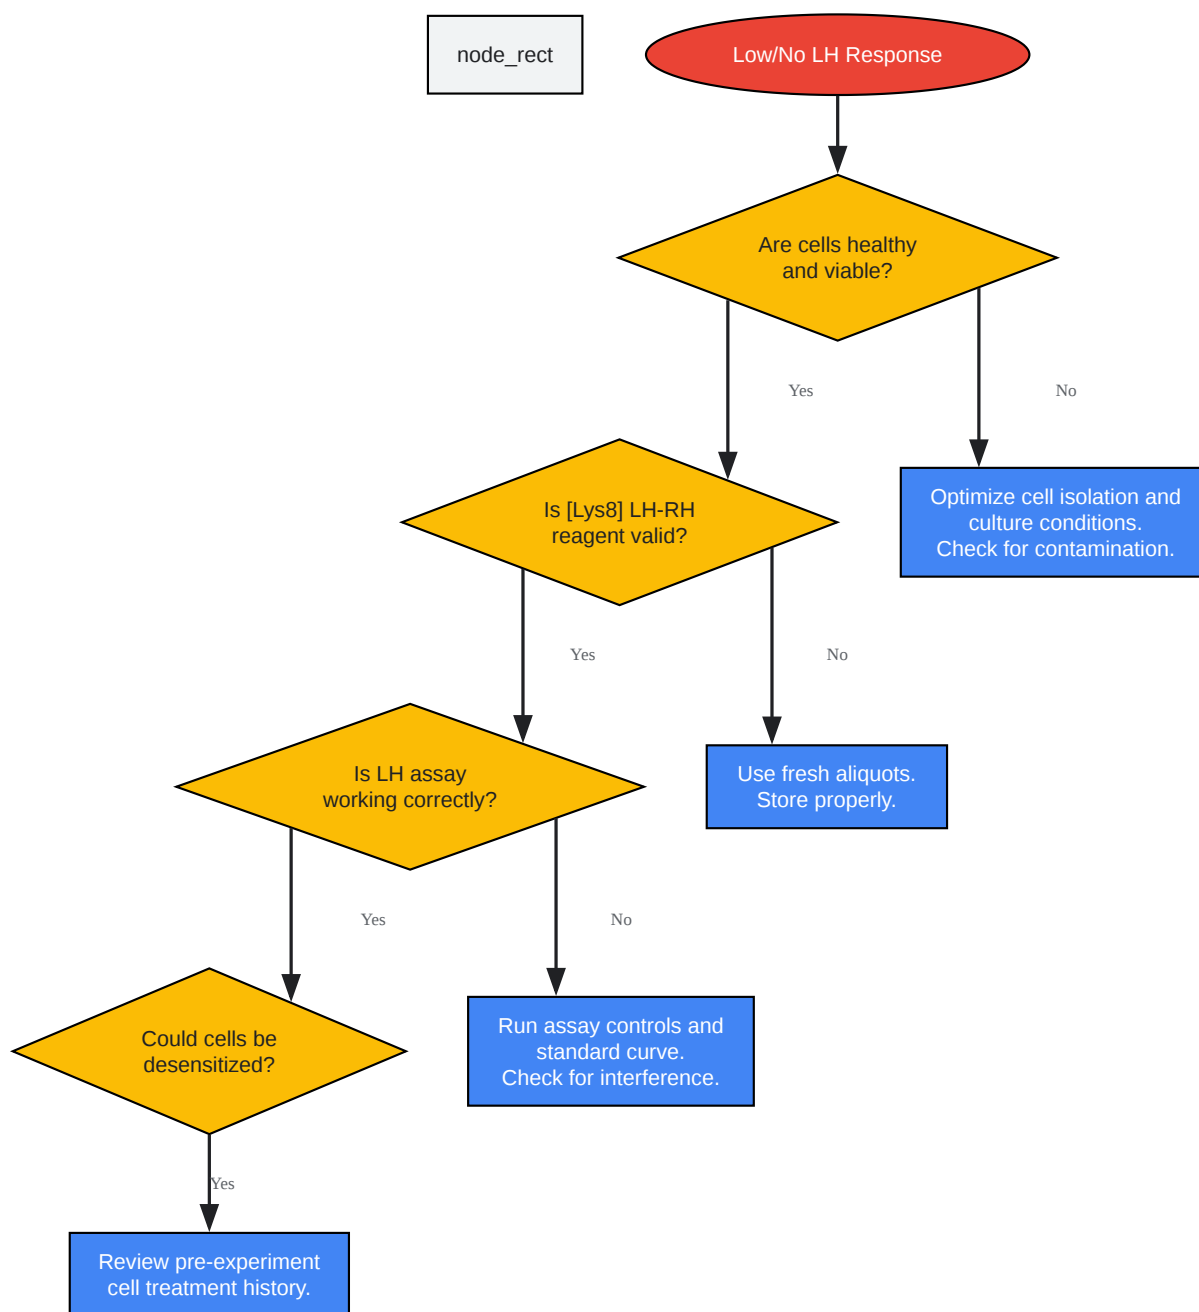 node_rect
Low/No LH Response
Are cells healthy
and viable?
Yes
No
Is [Lys8] LH-RH
reagent valid?
Optimize cell isolation and
culture conditions.
Check for contamination.
Yes
No
Is LH assay
working correctly?
Use fresh aliquots.
Store properly.
Yes
No
Could cells be
desensitized?
Run assay controls and
standard curve.
Check for interference.
Yes
Review pre-experiment
cell treatment history.